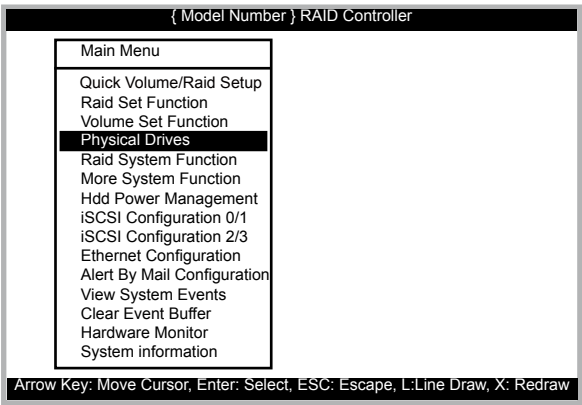 { Model Number } RAID Controller
Main Menu
Quick Volume/Raid Setup
Raid Set Function
Volume Set Function
Physical Drives
Raid System Function
More System Function
Hdd Power Management
iSCSI Configuration 0/1
iSCSI Configuration 2/3
Ethernet Configuration
Alert By Mail Configuration
View System Events
Clear Event Buffer
Hardware Monitor
System information
Arrow Key: Move Cursor, Enter: Select, ESC: Escape, L:Line Draw, X: Redraw